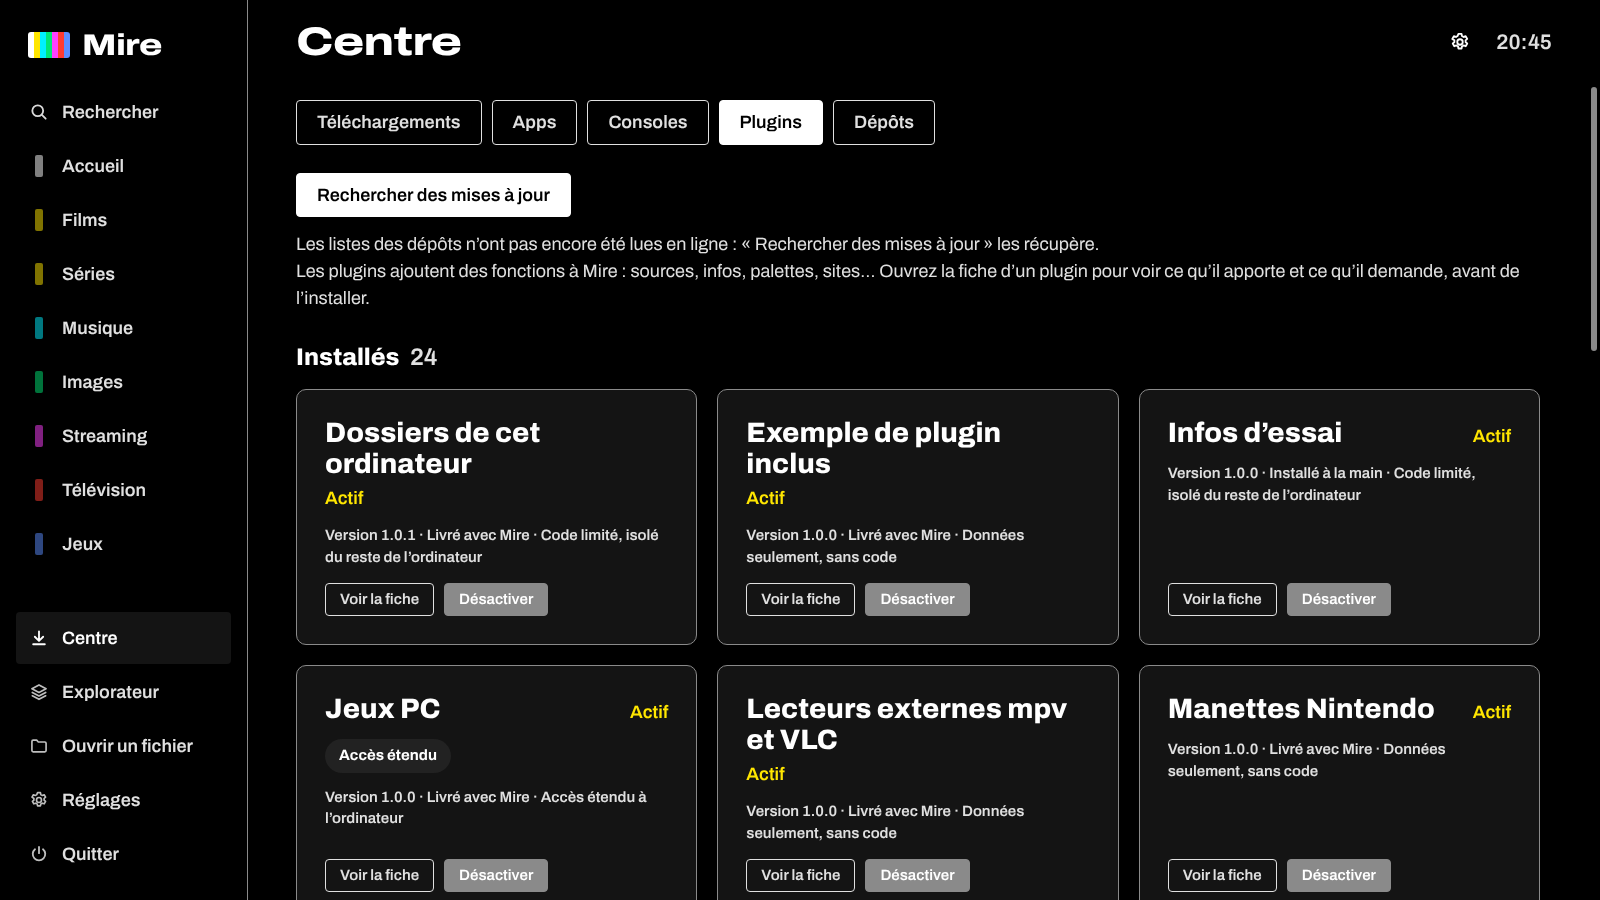 Mire
Rechercher
Accueil
Films
Séries
Musique
Images
Streaming
Télévision
Jeux
Centre
Explorateur
Ouvrir un fichier
Réglages
Quitter
Centre
20:45
Téléchargements
Apps
Consoles
Plugins
Dépôts
Rechercher des mises à jour
Les listes des dépôts n’ont pas encore été lues en ligne : « Rechercher des mises à jour » les récupère.
Les plugins ajoutent des fonctions à Mire : sources, infos, palettes, sites… Ouvrez la fiche d’un plugin pour voir ce qu’il apporte et ce qu’il demande, avant de
l’installer.
Installés 24
Dossiers de cet
ordinateur
Actif
Version 1.0.1 · Livré avec Mire · Code limité, isolé
du reste de l’ordinateur
Voir la fiche
Désactiver
Exemple de plugin
inclus
Actif
Version 1.0.0 · Livré avec Mire · Données
seulement, sans code
Voir la fiche
Désactiver
Infos d’essai
Actif
Version 1.0.0 · Installé à la main · Code limité,
isolé du reste de l’ordinateur
Voir la fiche
Désactiver
Jeux PC
Actif
Accès étendu
Version 1.0.0 · Livré avec Mire · Accès étendu à
l’ordinateur
Voir la fiche
Désactiver
Lecteurs externes mpv
et VLC
Actif
Version 1.0.0 · Livré avec Mire · Données
seulement, sans code
Voir la fiche
Désactiver
Manettes Nintendo
Actif
Version 1.0.0 · Livré avec Mire · Données
seulement, sans code
Voir la fiche
Désactiver